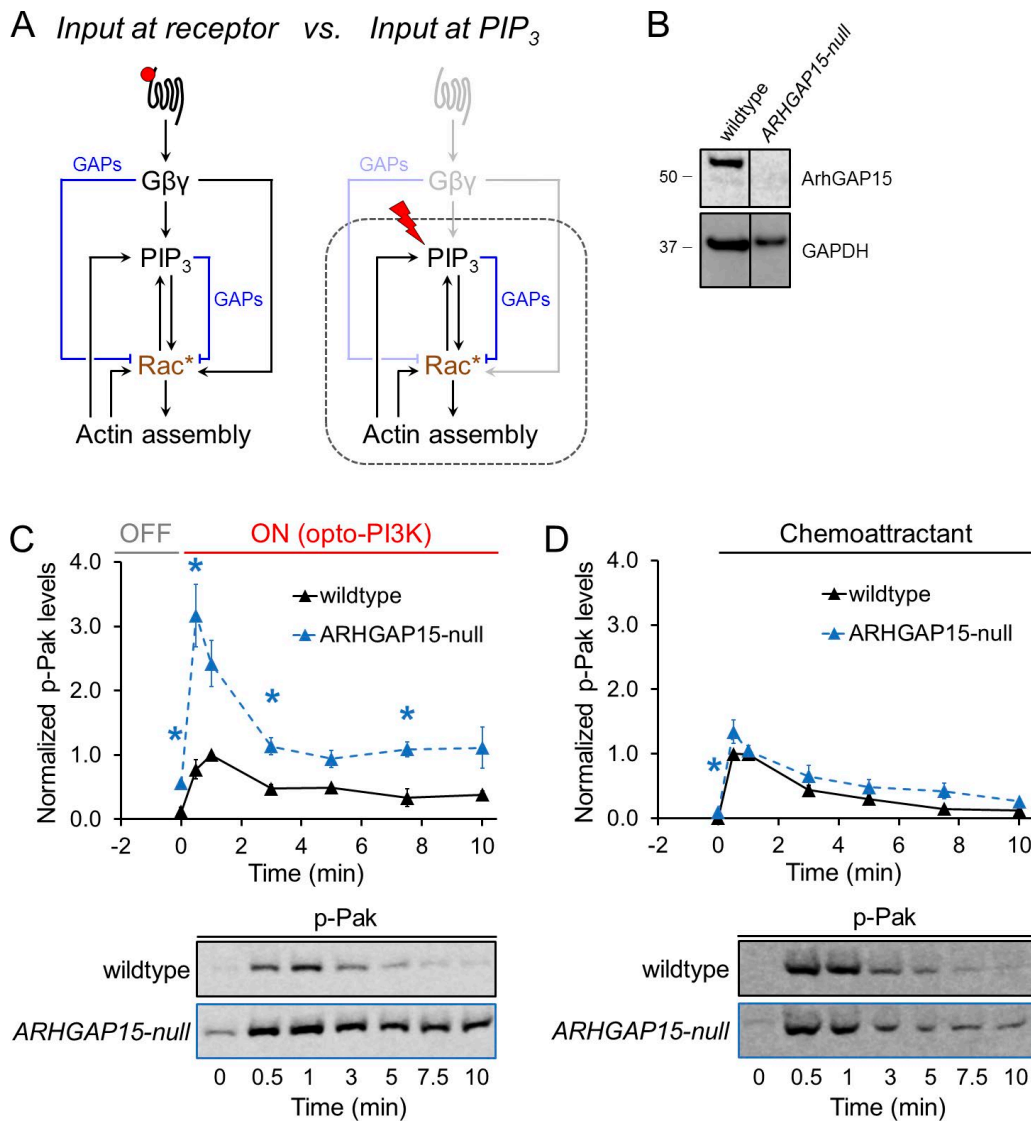 A Input at receptor vs. Input at PIP3
GAPs
Gβγ
PIP3
GAPs
Rac*
Actin assembly
GAPs
Gβγ
PIP3
GAPs
Rac*
Actin assembly
B
wildtype
ARHGAP15-null
50
ArhGAP15
37
GAPDH
C
OFF ON (opto-PI3K)
Normalized p-Pak levels
4.0
3.0
2.0
1.0
0.0
wildtype
ARHGAP15-null
*
*
*
*
-2 0 2 4 6 8 10
Time (min)
p-Pak
wildtype
ARHGAP15-null
0 0.5 1 3 5 7.5 10
Time (min)
D
Chemoattractant
Normalized p-Pak levels
4.0
3.0
2.0
1.0
0.0
wildtype
ARHGAP15-null
*
-2 0 2 4 6 8 10
Time (min)
p-Pak
wildtype
ARHGAP15-null
0 0.5 1 3 5 7.5 10
Time (min)